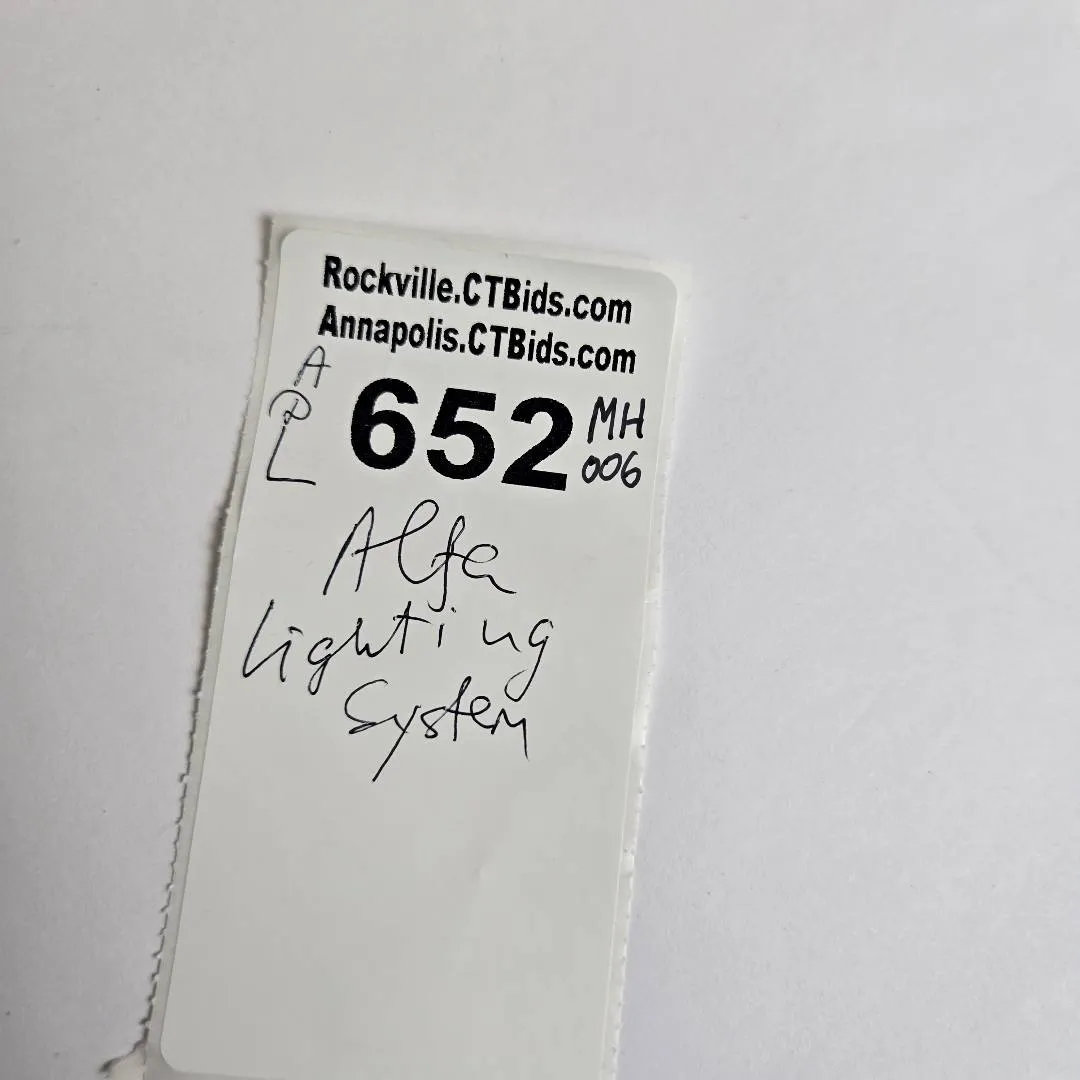 Rockville.CTBids.com
Annapolis.CTBids.com
A
652 MH
006
L
Alfa
Lighting
System